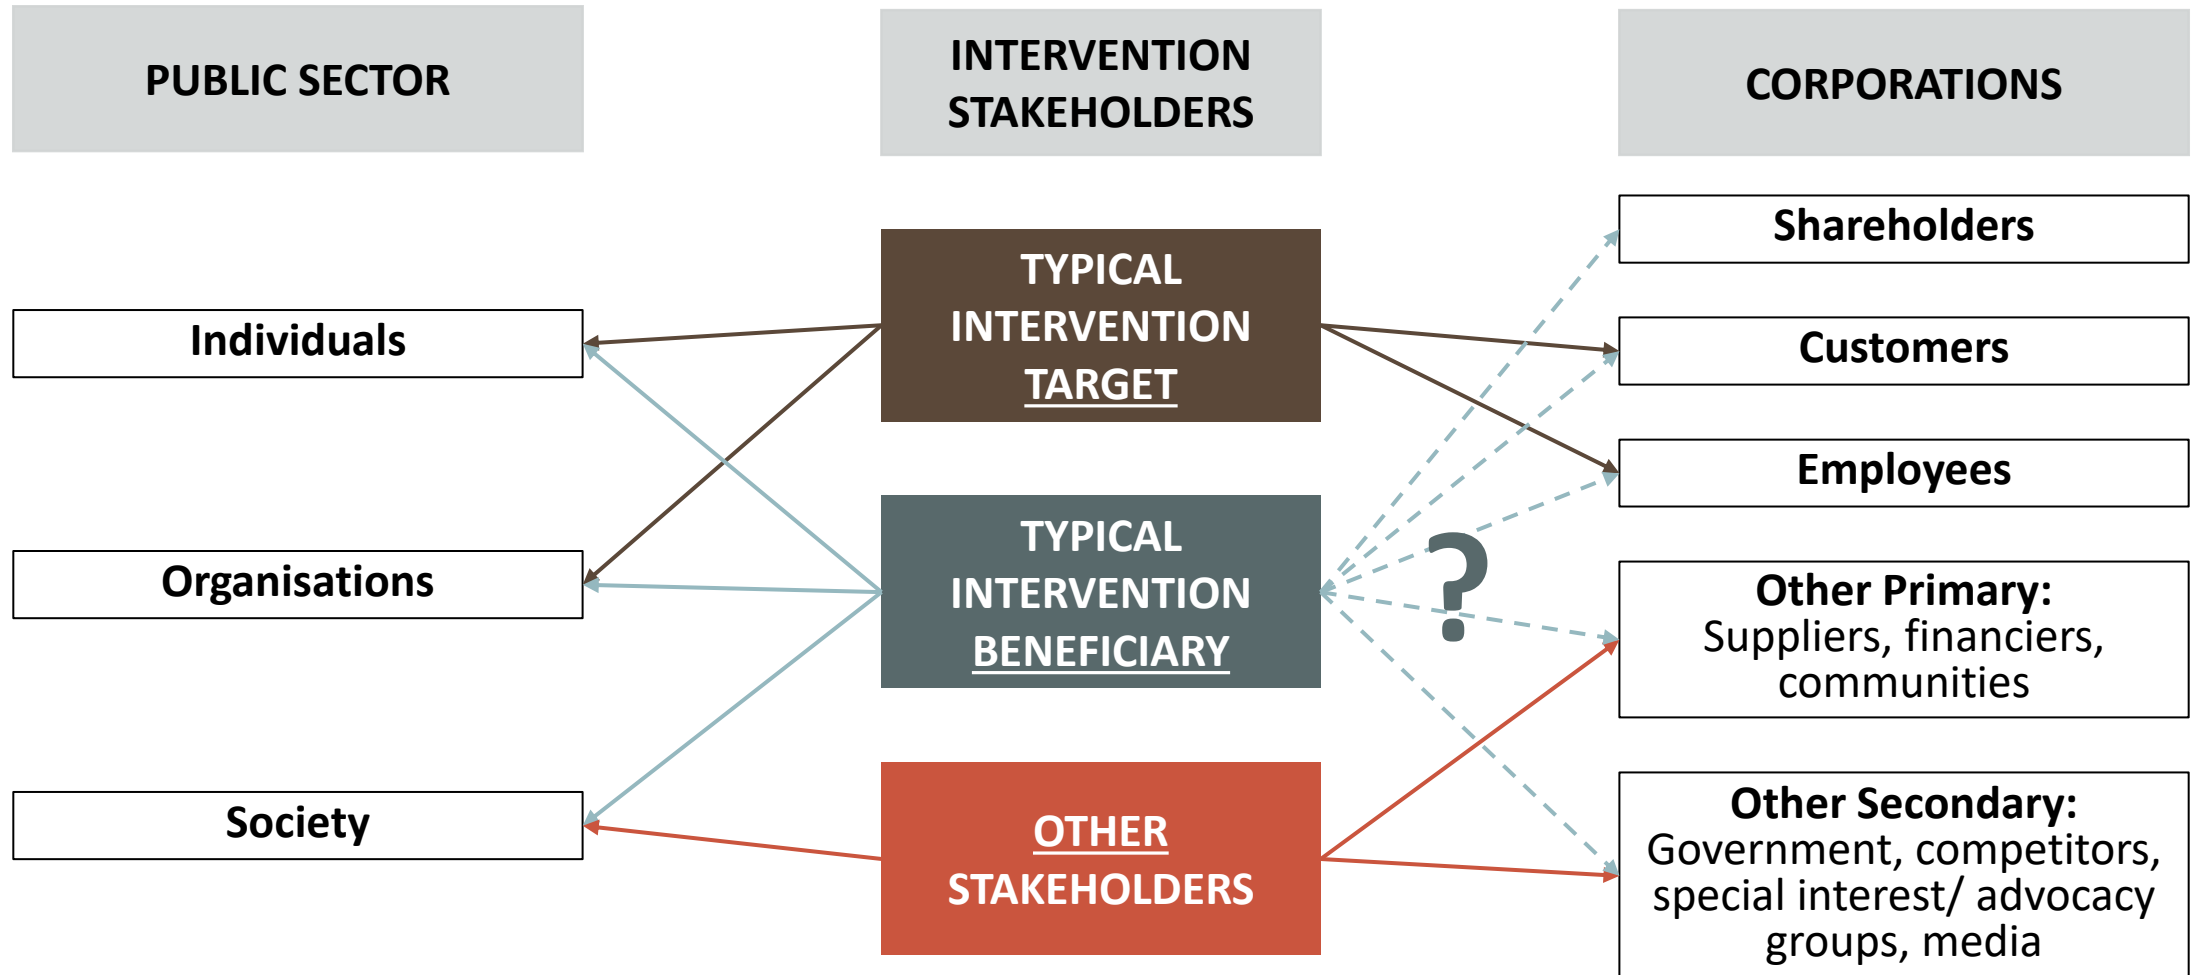 PUBLIC SECTOR
INTERVENTION
STAKEHOLDERS
CORPORATIONS
Individuals
Organisations
Society
TYPICAL
INTERVENTION
TARGET
TYPICAL
INTERVENTION
BENEFICIARY
OTHER
STAKEHOLDERS
?
Shareholders
Customers
Employees
Other Primary:
Suppliers, financiers,
communities
Other Secondary:
Government, competitors,
special interest/ advocacy
groups, media